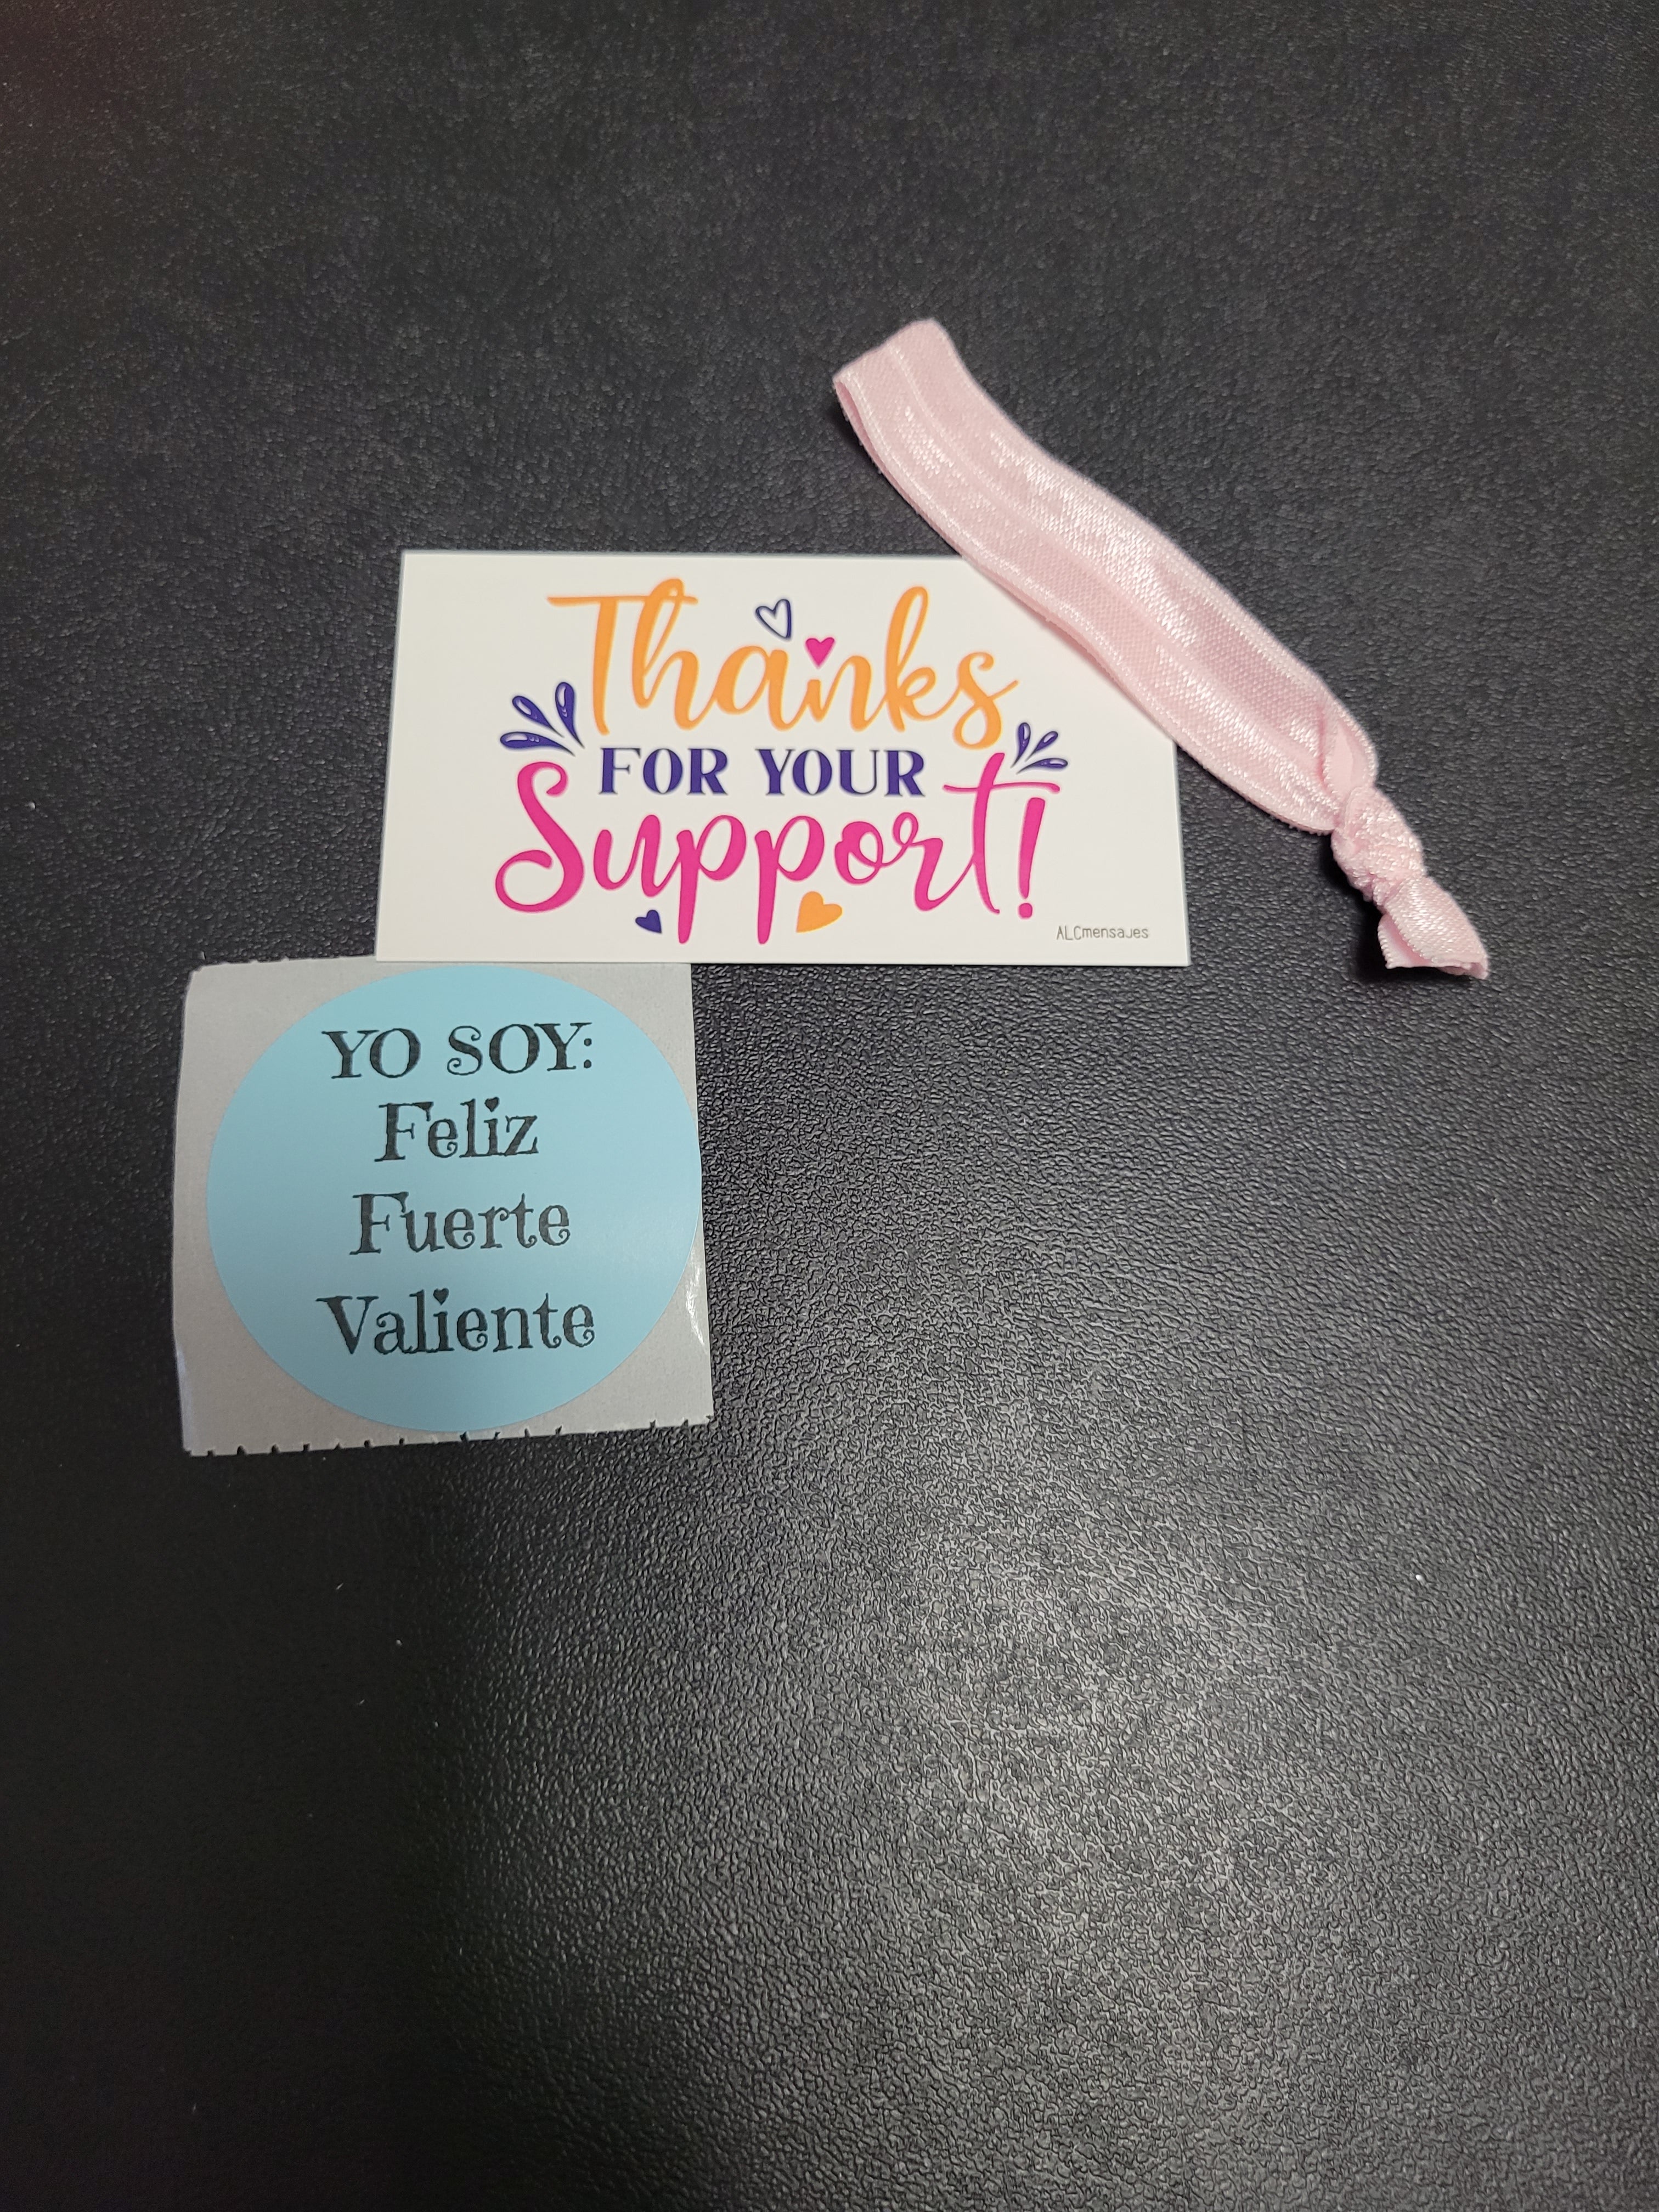 Thanks
FOR YOUR
Support!
ALCmensajes
YO SOY:
Feliz
Fuerte
Valiente